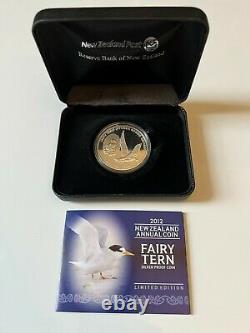 New Zealand Post
Reserve Bank of New Zealand
2012
NEW ZEALAND
ANNUAL COIN
FAIRY
TERN
SILVER PROOF COIN
LIMITED EDITION